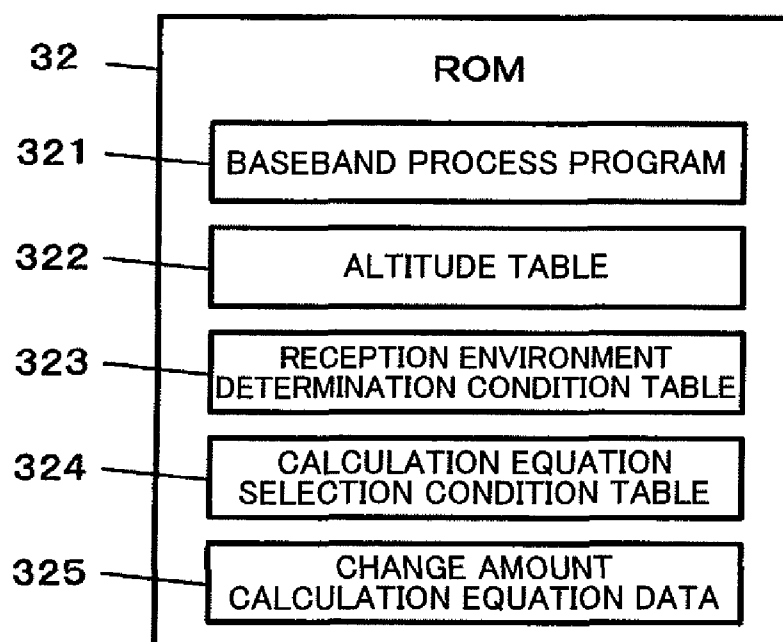 32
ROM
321
BASEBAND PROCESS PROGRAM
322
ALTITUDE TABLE
323
RECEPTION ENVIRONMENT
DETERMINATION CONDITION TABLE
324
CALCULATION EQUATION
SELECTION CONDITION TABLE
325
CHANGE AMOUNT
CALCULATION EQUATION DATA